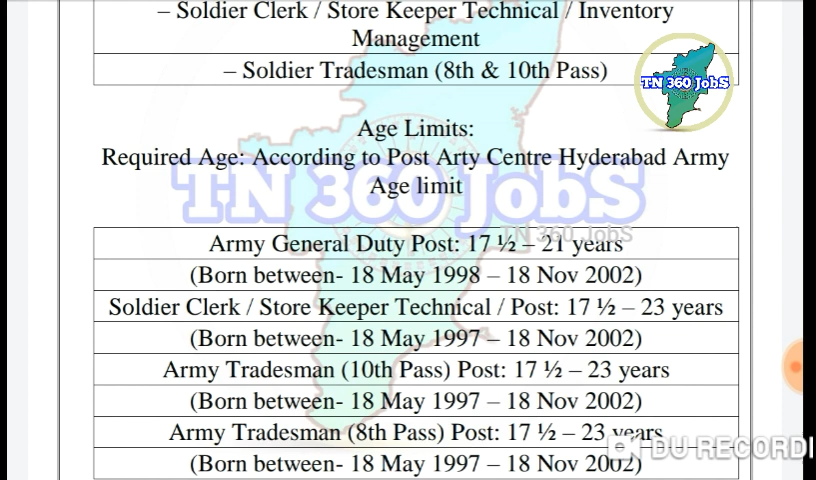 – Soldier Clerk / Store Keeper Technical / Inventory
Management
– Soldier Tradesman (8th & 10th Pass)
TN 360 JobS
Age Limits:
Required Age: According to Post Arty Centre Hyderabad Army
Age limit
TN 360 JobS
TN 360 JobS
Army General Duty Post: 17 ½ – 21 years
(Born between- 18 May 1998 – 18 Nov 2002)
Soldier Clerk / Store Keeper Technical / Post: 17 ½ – 23 years
(Born between- 18 May 1997 – 18 Nov 2002)
Army Tradesman (10th Pass) Post: 17 ½ – 23 years
(Born between- 18 May 1997 – 18 Nov 2002)
Army Tradesman (8th Pass) Post: 17 ½ – 23 years
DU RECORD
(Born between- 18 May 1997 – 18 Nov 2002)